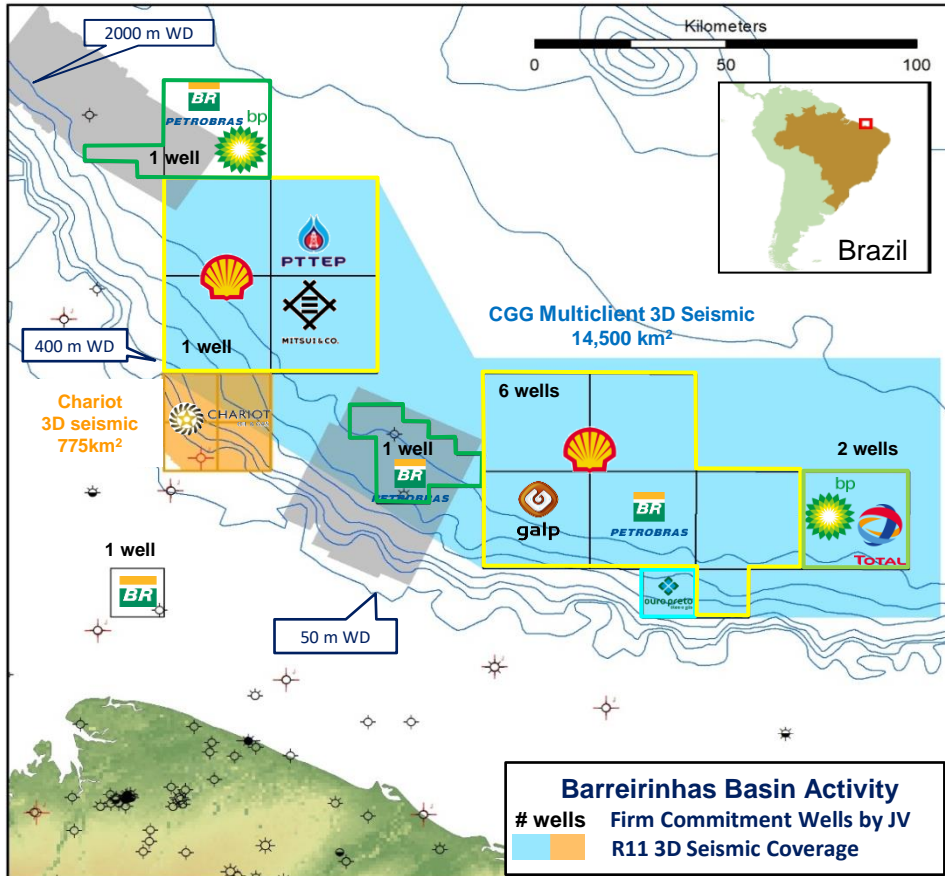 2000 m WD
Kilometers
0 50 100
BR
PETROBRAS
bp
1 well
PTTEP
MITSUI & CO.
1 well
Brazil
CGG Multiclient 3D Seismic
14,500 km²
400 m WD
Chariot
3D seismic
775km²
CHARIOT
6 wells
1 well
BR
PETROBRAS
2 wells
galp
BR
PETROBRAS
bp
TOTAL
1 well
BR
ouro preto
50 m WD
Barreirinhas Basin Activity
# wells Firm Commitment Wells by JV
R11 3D Seismic Coverage